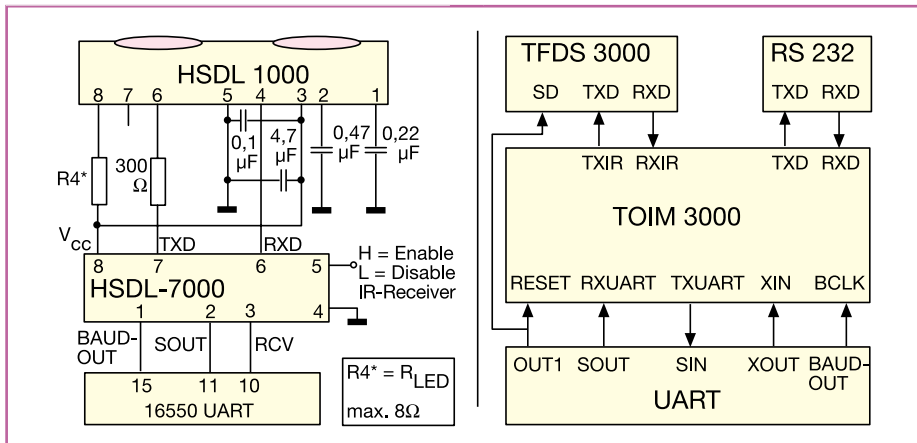 HSDL 1000
8 7 6 5 4 3 2 1
0,1 µF
4,7 µF
0,47 µF
0,22 µF
R4*
300 Ω
VCC
TXD
RXD
8 7 6 5
HSDL-7000
1 2 3 4
H = Enable
L = Disable
IR-Receiver
BAUD-
OUT
SOUT
RCV
15 11 10
16550 UART
R4* = RLED
max. 8Ω
TFDS 3000
SD TXD RXD
RS 232
TXD RXD
TXIR RXIR TXD RXD
TOIM 3000
RESET RXUART TXUART XIN BCLK
OUT1 SOUT SIN XOUT BAUD-
OUT
UART